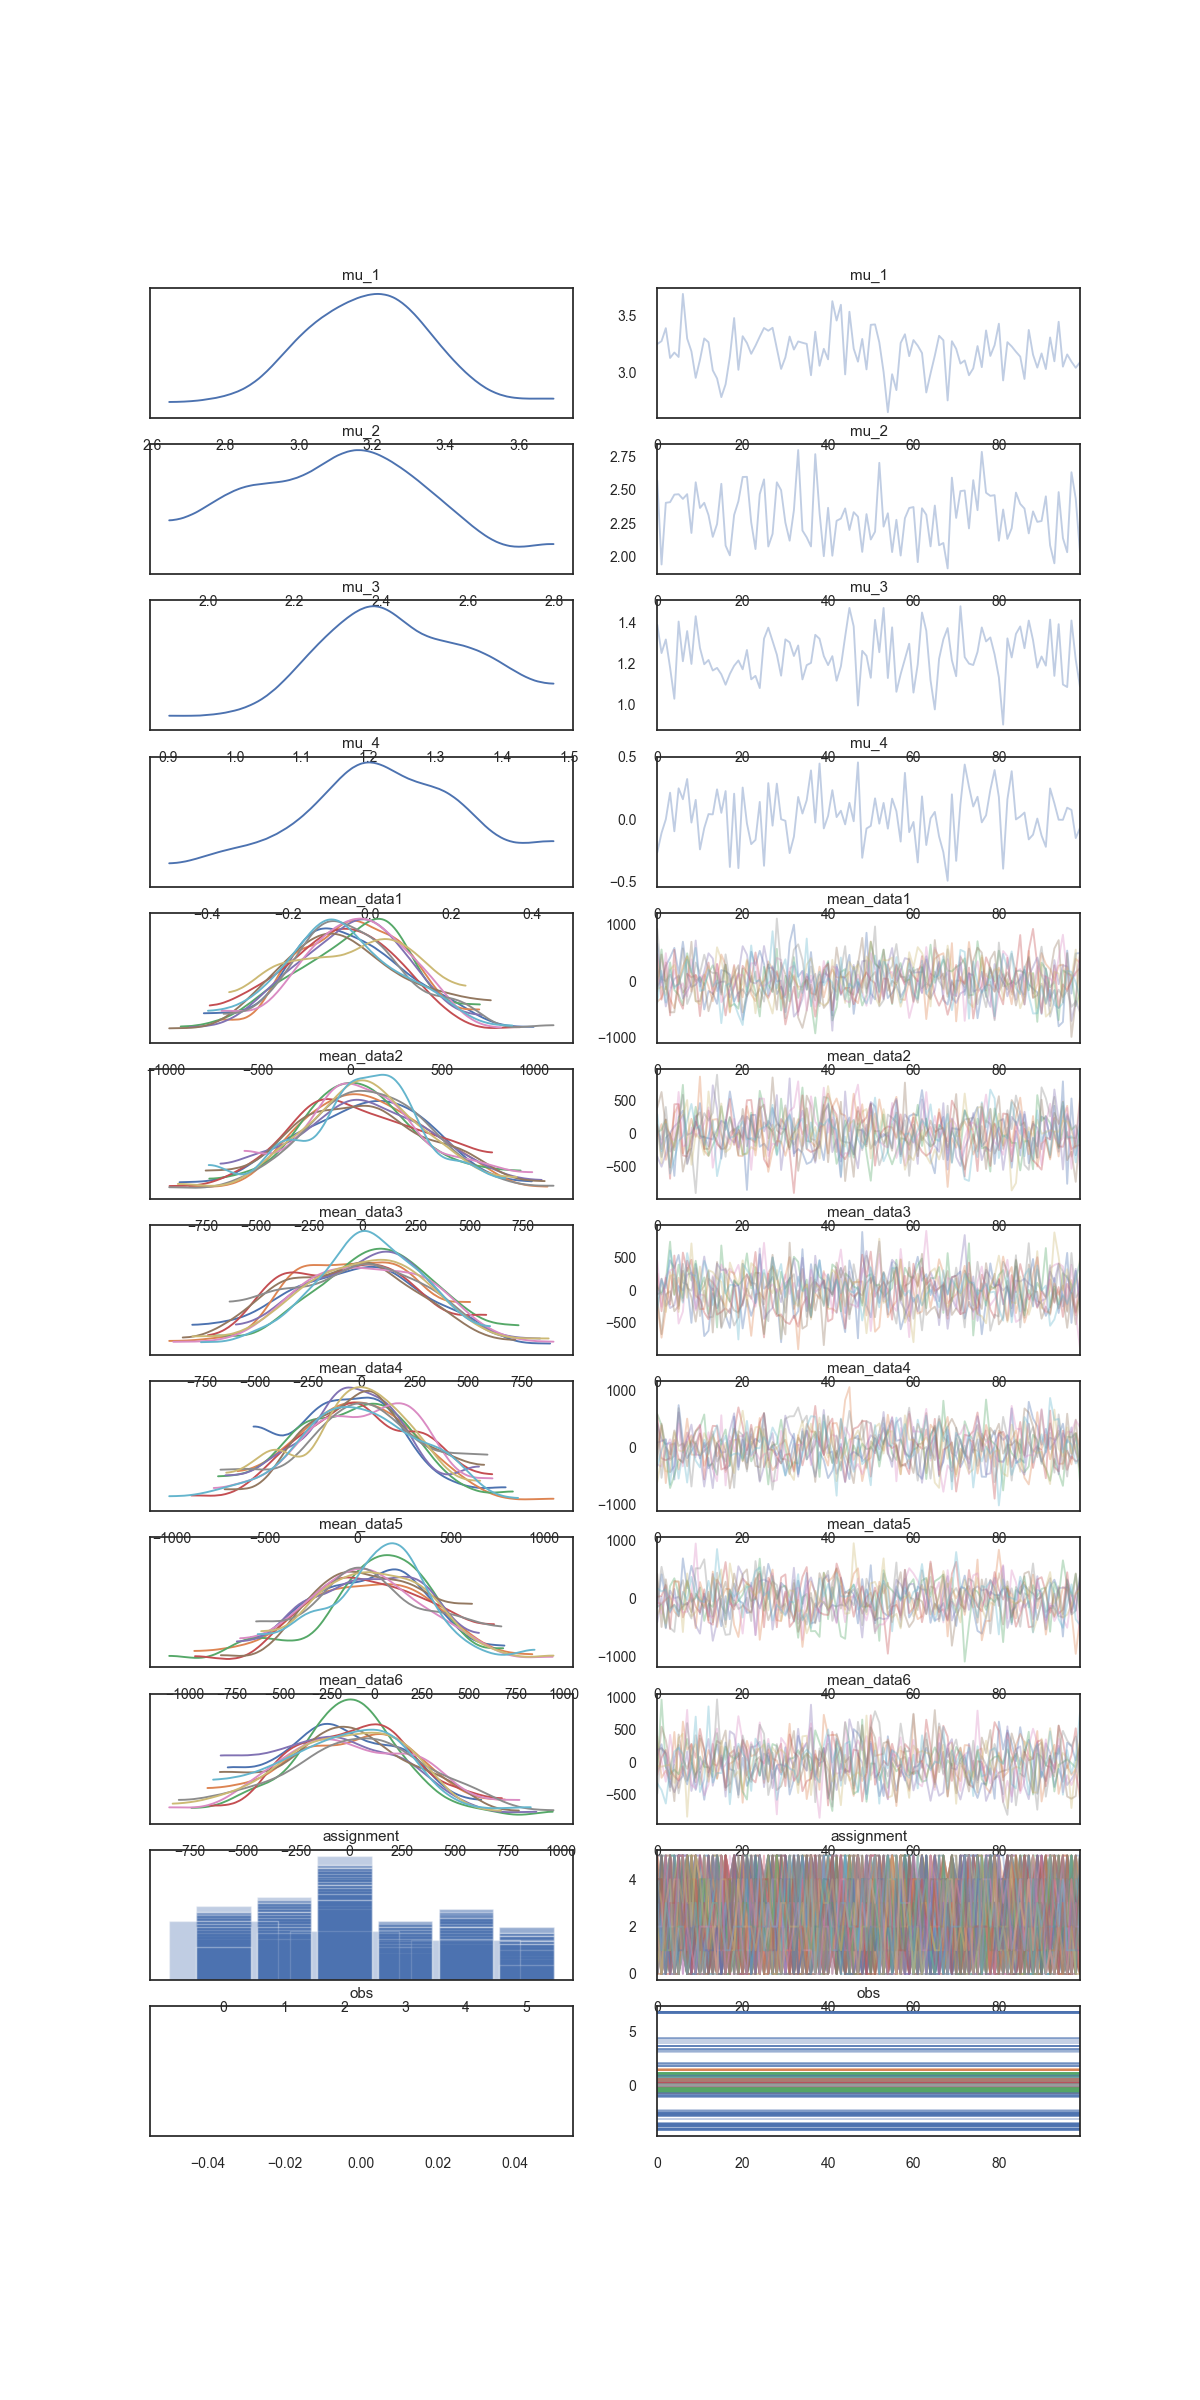 mu_1 mu_1
3.5
3.0
2.6 2.8 3.0 3.2 3.4 3.6 0 20 40 60 80
mu_2 mu_2
2.75
2.50
2.25
2.00
2.0 2.2 2.4 2.6 2.8 0 20 40 60 80
mu_3 mu_3
1.4
1.2
1.0
0.9 1.0 1.1 1.2 1.3 1.4 1.5 0 20 40 60 80
mu_4 mu_4
0.5
0.0
−0.5
−0.4 −0.2 0.0 0.2 0.4 0 20 40 60 80
mean_data1 mean_data1
1000
0
−1000
−1000 −500 0 500 1000 0 20 40 60 80
mean_data2 mean_data2
500
0
−500
−750 −500 −250 0 250 500 750 0 20 40 60 80
mean_data3 mean_data3
500
0
−500
−750 −500 −250 0 250 500 750 0 20 40 60 80
mean_data4 mean_data4
1000
0
−1000
−1000 −500 0 500 1000 0 20 40 60 80
mean_data5 mean_data5
1000
0
−1000
−1000 −750 −500 −250 0 250 500 750 1000 0 20 40 60 80
mean_data6 mean_data6
1000
500
0
−500
−750 −500 −250 0 250 500 750 1000 0 20 40 60 80
assignment assignment
4
2
0
0 1 2 3 4 5 0 20 40 60 80
obs obs
5
0
−0.04 −0.02 0.00 0.02 0.04 0 20 40 60 80